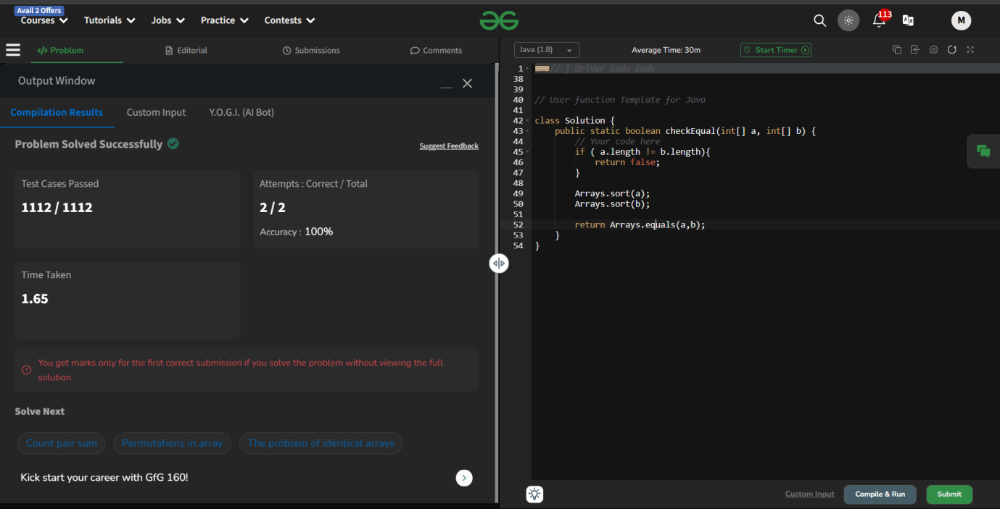 Avail 2 Offers
Courses Tutorials Jobs Practice Contests
113
M
</> Problem Editorial Submissions Comments
Output Window
Compilation Results Custom Input Y.O.G.I. (AI Bot)
Problem Solved Successfully
Suggest Feedback
Test Cases Passed
1112 / 1112
Attempts : Correct / Total
2 / 2
Accuracy : 100%
Time Taken
1.65
You get marks only for the first correct submission if you solve the problem without viewing the full
solution.
Solve Next
Count pair sum Permutations in array The problem of identical arrays
Kick start your career with GfG 160!
Java (1.8) Average Time: 30m Start Timer
1 // } Driver Code Ends
38
39
40 // User function Template for Java
41
42 class Solution {
43 public static boolean checkEqual(int[] a, int[] b) {
44 // Your code here
45 if ( a.length != b.length){
46 return false;
47 }
48
49 Arrays.sort(a);
50 Arrays.sort(b);
51
52 return Arrays.equals(a,b);
53 }
54 }
Custom Input Compile & Run Submit